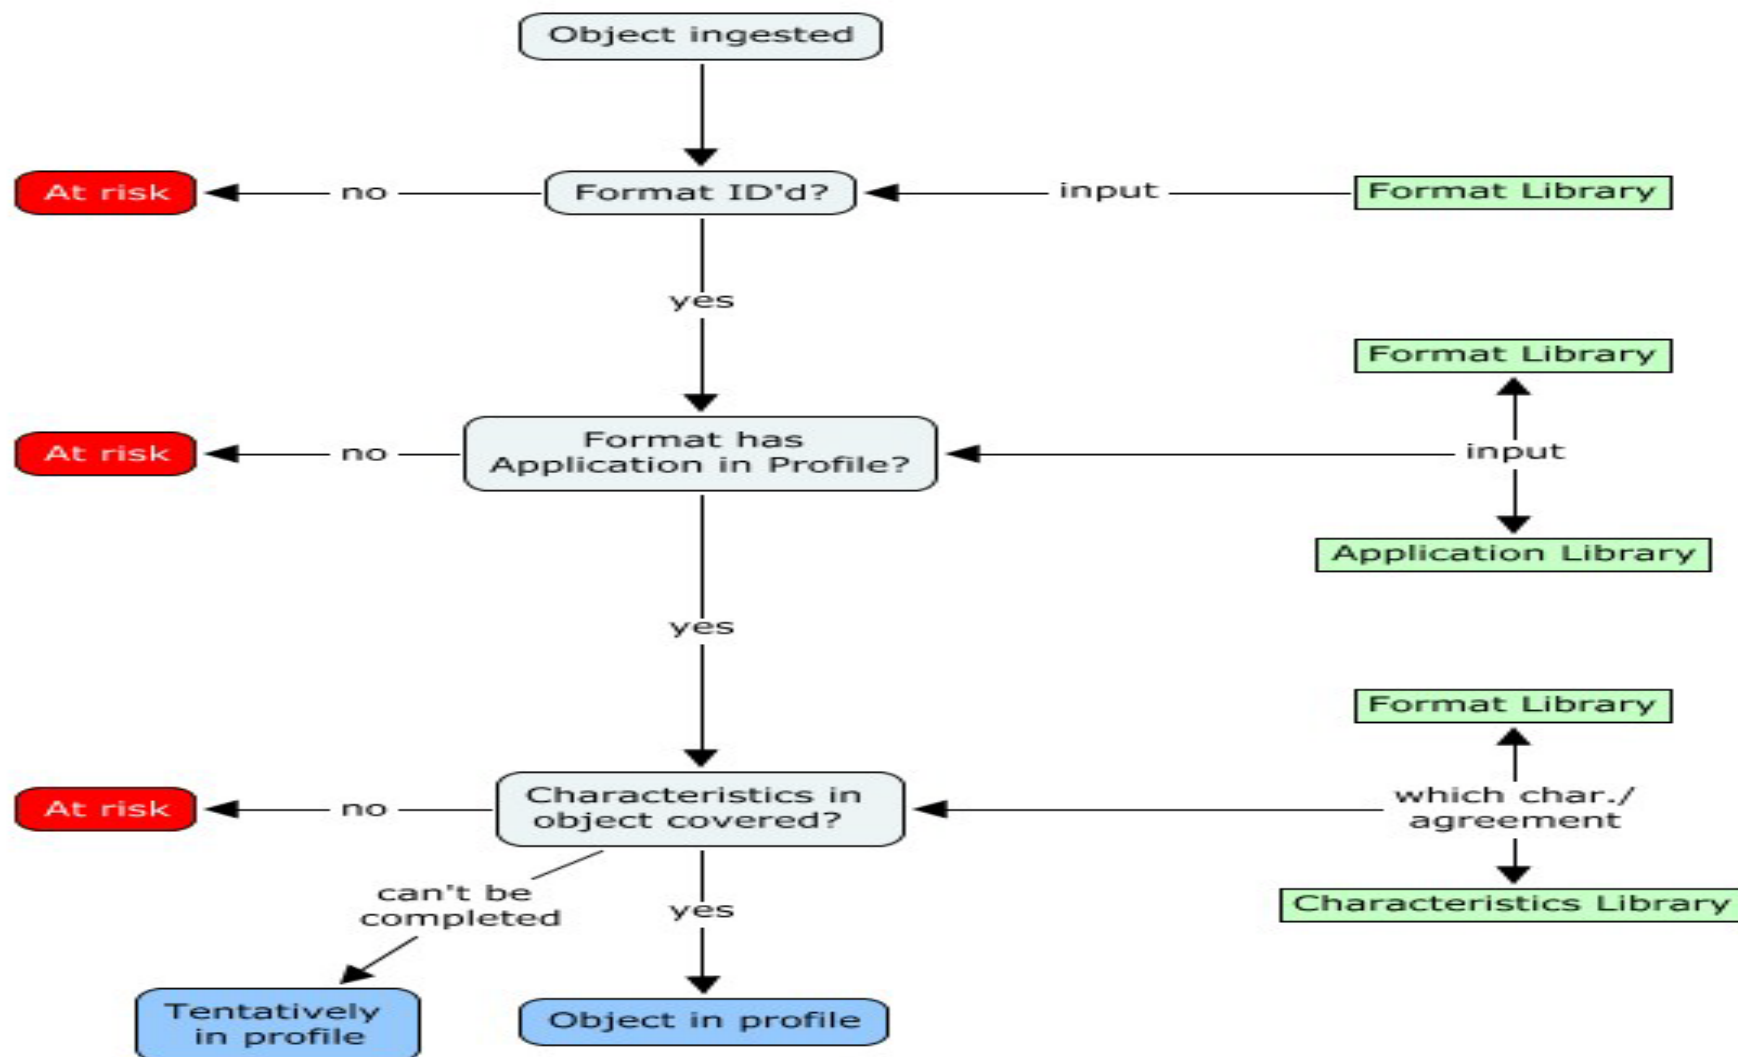 Object ingested
At risk
no
Format ID'd?
input
Format Library
yes
Format Library
At risk
no
Format has
Application in Profile?
input
Application Library
yes
Format Library
At risk
no
Characteristics in
object covered?
which char./
agreement
Characteristics Library
can't be
completed
yes
Tentatively
in profile
Object in profile